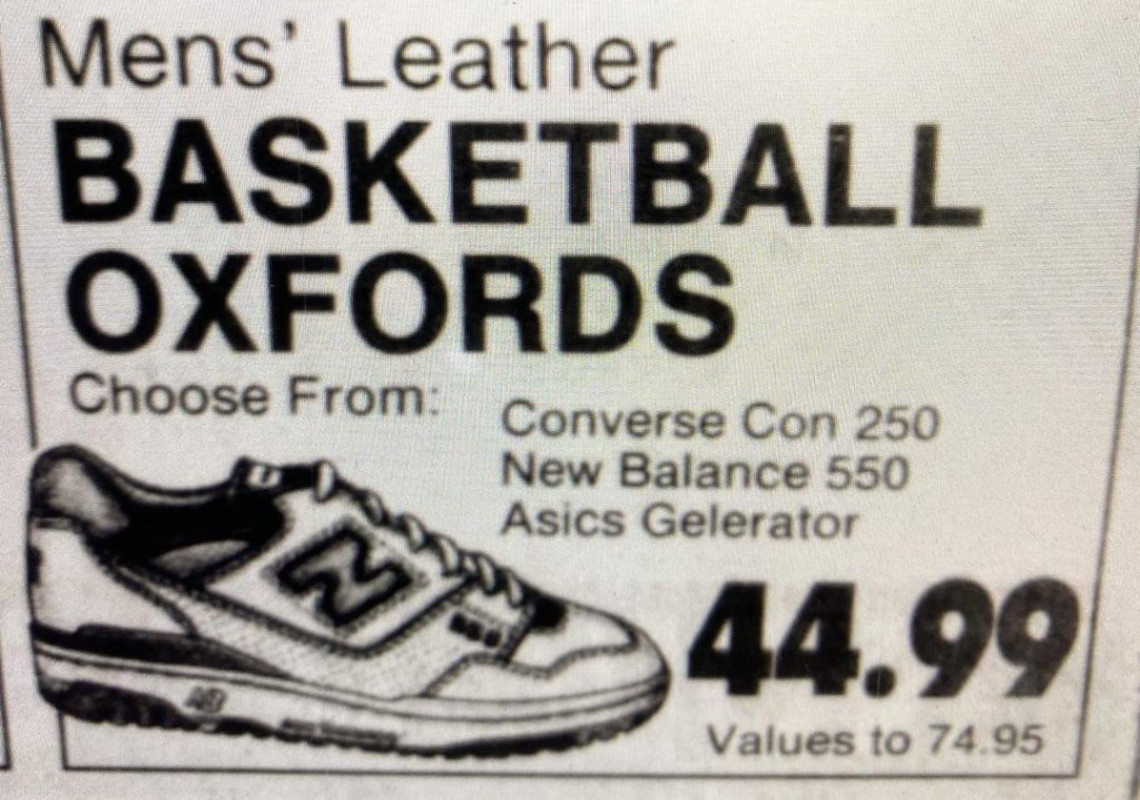 Mens' Leather
BASKETBALL
OXFORDS
Choose From:
Converse Con 250
New Balance 550
Asics Gelerator
N
44.99
Values to 74.95